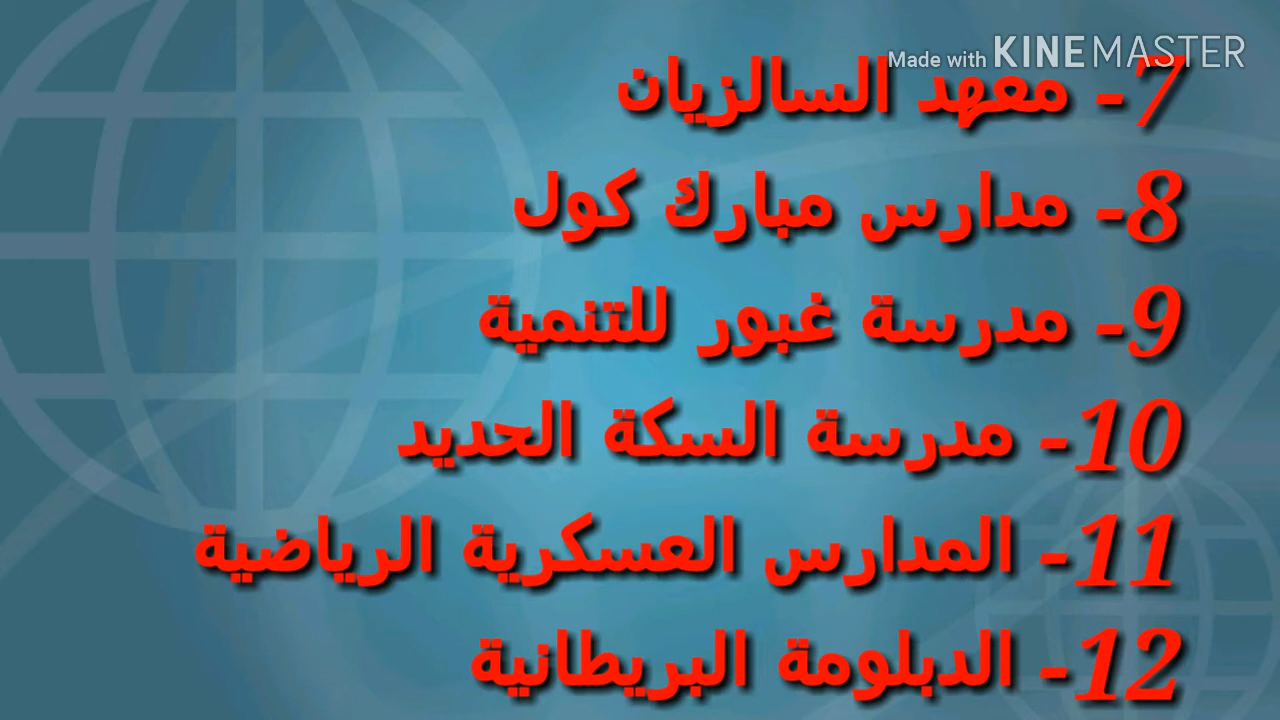 Made with KINEMASTER
7- معهد السالزيان
8- مدارس مبارك كول
9- مدرسة غبور للتنمية
10- مدرسة السكة الحديد
11- المدارس العسكرية الرياضية
12- الدبلومة البريطانية